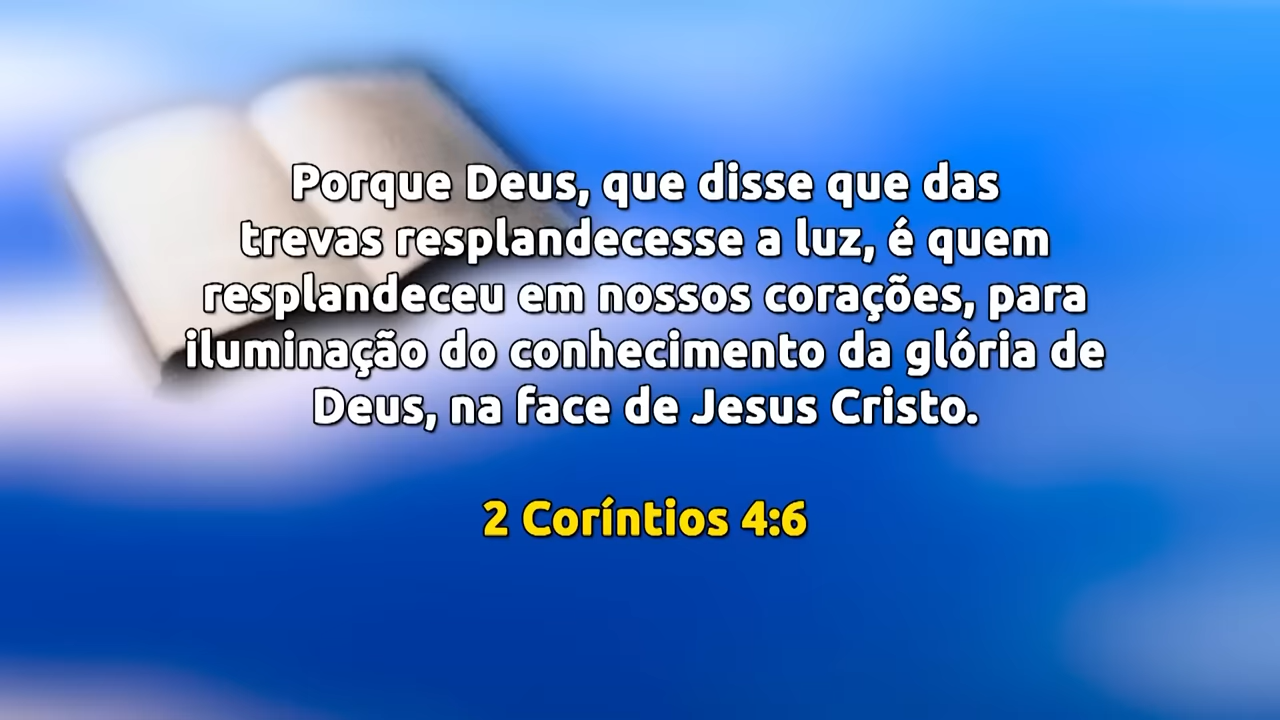 Porque Deus, que disse que das
trevas resplandecesse a luz, é quem
resplandeceu em nossos corações, para
iluminação do conhecimento da glória de
Deus, na face de Jesus Cristo.
2 Coríntios 4:6